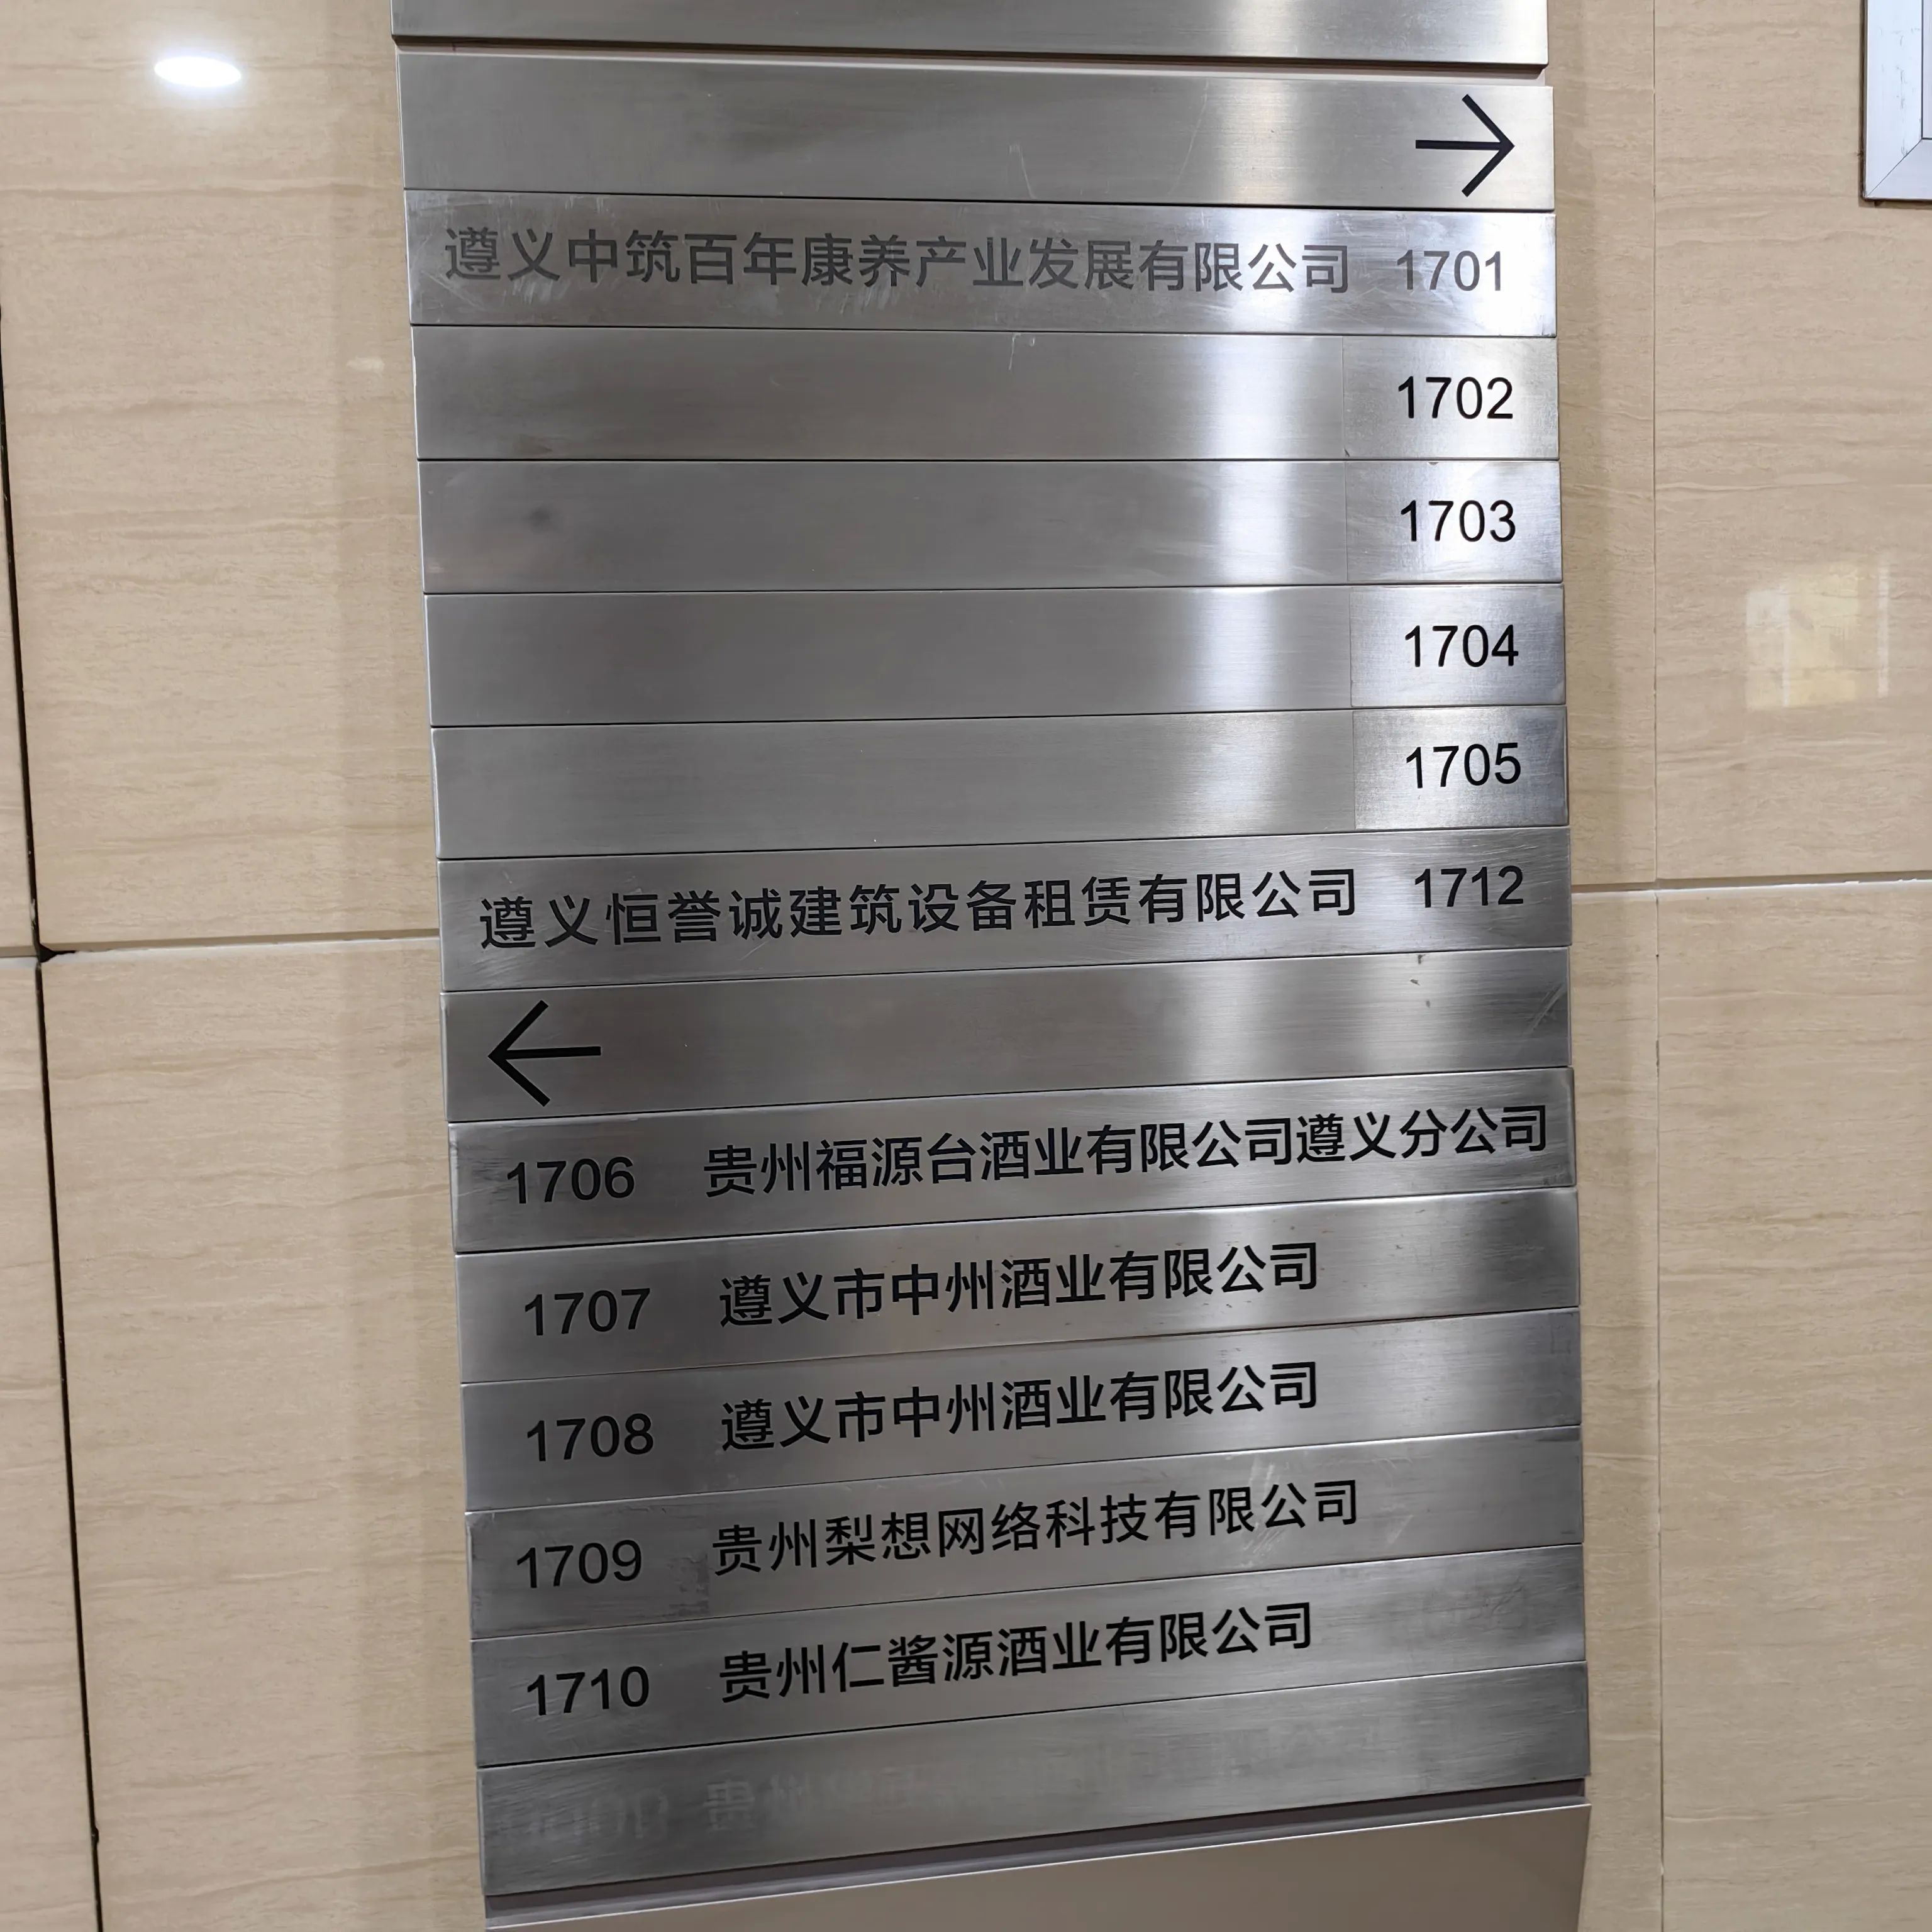 →
遵义中筑百年康养产业发展有限公司 1701
1702
1703
1704
1705
遵义恒誉诚建筑设备租赁有限公司 1712
←
1706 贵州福源台酒业有限公司遵义分公司
1707 遵义市中州酒业有限公司
1708 遵义市中州酒业有限公司
1709 贵州梨想网络科技有限公司
1710 贵州仁酱源酒业有限公司